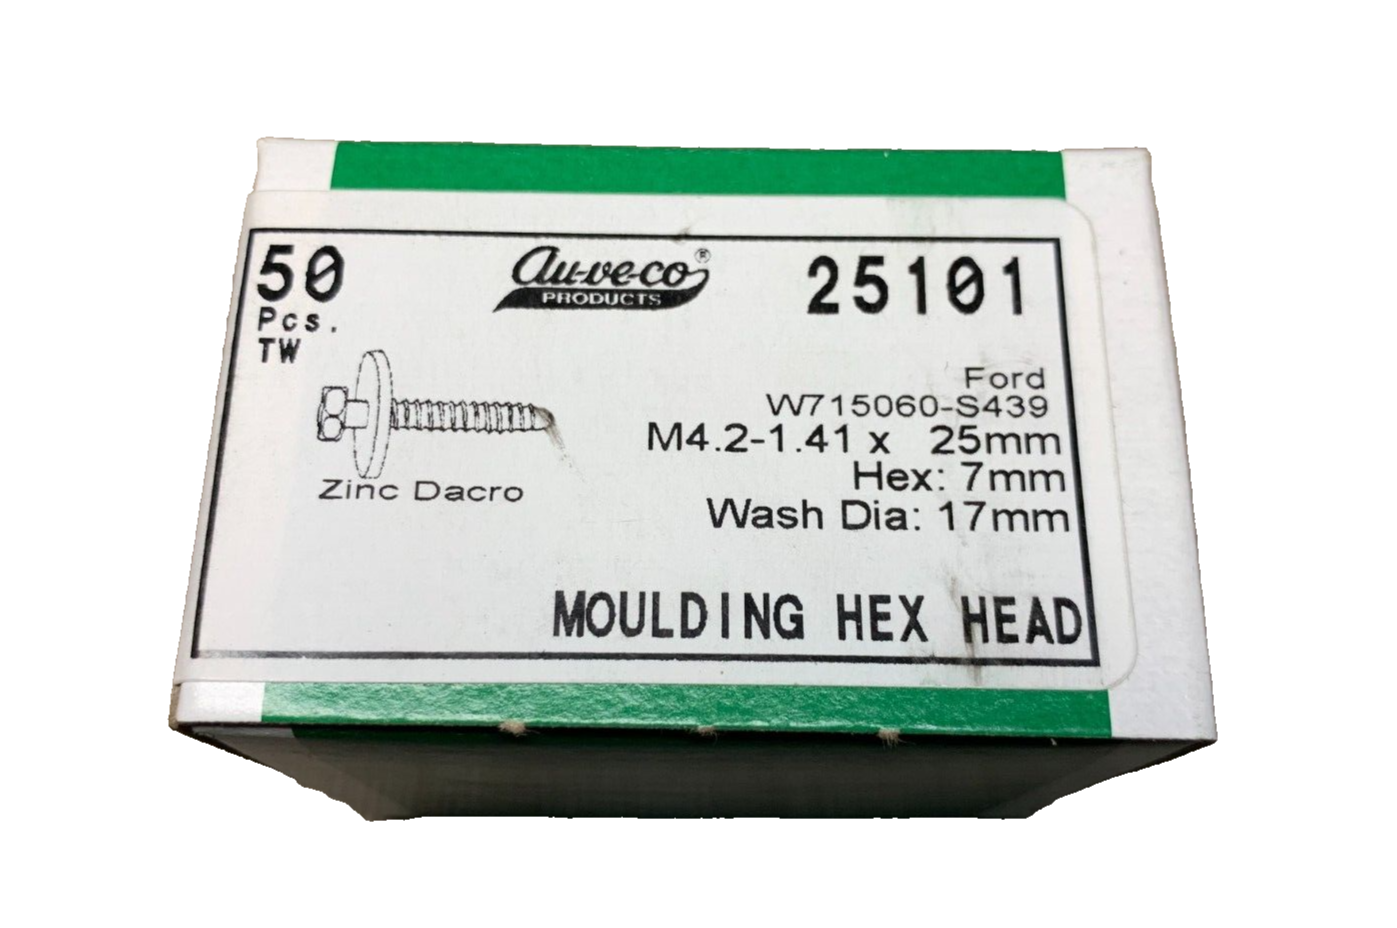 50
Pcs.
TW
au-ve-co®
PRODUCTS
25101
Ford
W715060-S439
M4.2-1.41 x 25mm
Hex: 7mm
Wash Dia: 17mm
Zinc Dacro
MOULDING HEX HEAD